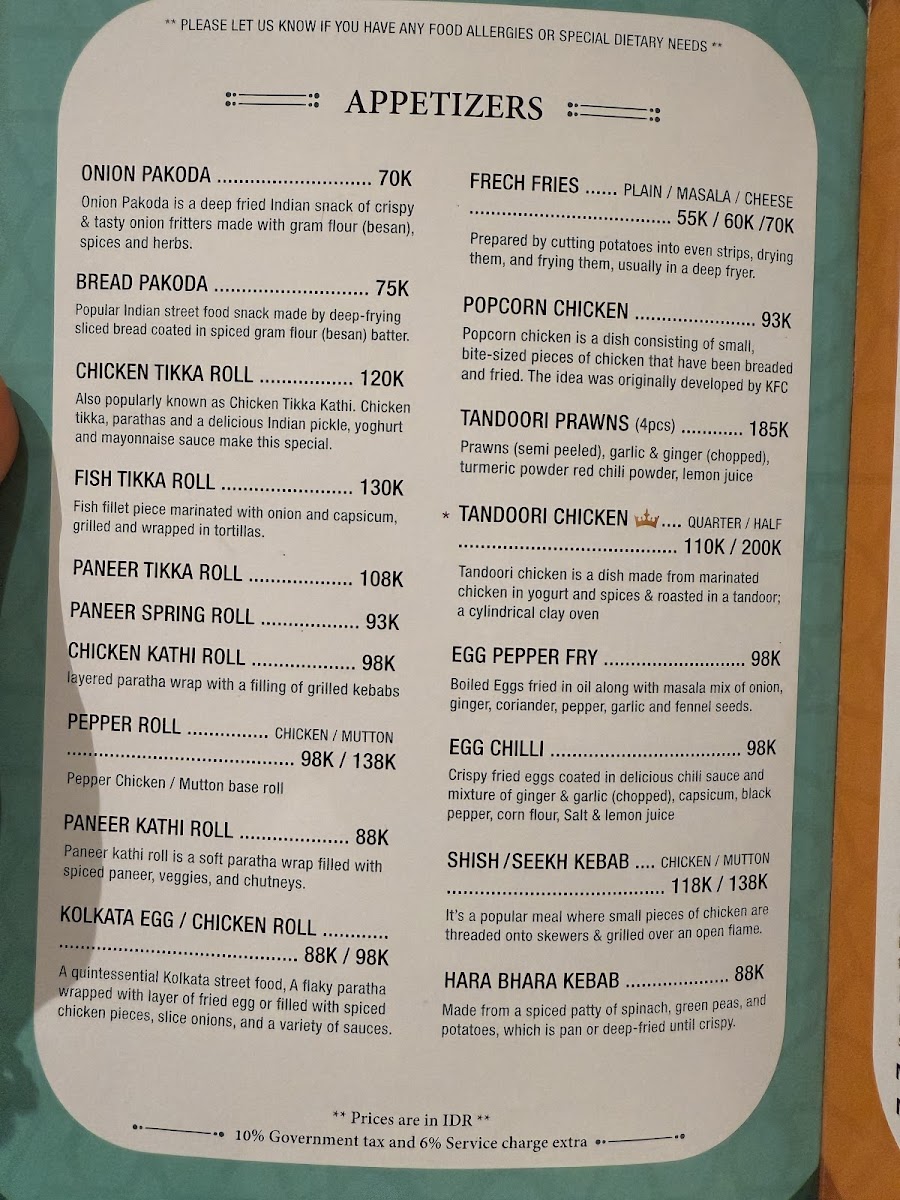 ** PLEASE LET US KNOW IF YOU HAVE ANY FOOD ALLERGIES OR SPECIAL DIETARY NEEDS **
APPETIZERS
ONION PAKODA ............................ 70K
Onion Pakoda is a deep fried Indian snack of crispy
& tasty onion fritters made with gram flour (besan),
spices and herbs.
BREAD PAKODA ............................ 75K
Popular Indian street food snack made by deep-frying
sliced bread coated in spiced gram flour (besan) batter.
CHICKEN TIKKA ROLL ................. 120K
Also popularly known as Chicken Tikka Kathi. Chicken
tikka, parathas and a delicious Indian pickle, yoghurt
and mayonnaise sauce make this special.
FISH TIKKA ROLL ........................ 130K
Fish fillet piece marinated with onion and capsicum,
grilled and wrapped in tortillas.
PANEER TIKKA ROLL ................... 108K
PANEER SPRING ROLL .................. 93K
CHICKEN KATHI ROLL ................... 98K
layered paratha wrap with a filling of grilled kebabs
PEPPER ROLL ............... CHICKEN / MUTTON
......................................... 98K / 138K
Pepper Chicken / Mutton base roll
PANEER KATHI ROLL .................... 88K
Paneer kathi roll is a soft paratha wrap filled with
spiced paneer, veggies, and chutneys.
KOLKATA EGG / CHICKEN ROLL ............
........................................... 88K / 98K
A quintessential Kolkata street food, A flaky paratha
wrapped with layer of fried egg or filled with spiced
chicken pieces, slice onions, and a variety of sauces.
FRECH FRIES ...... PLAIN / MASALA / CHEESE
.................................... 55K / 60K /70K
Prepared by cutting potatoes into even strips, drying
them, and frying them, usually in a deep fryer.
POPCORN CHICKEN ...................... 93K
Popcorn chicken is a dish consisting of small,
bite-sized pieces of chicken that have been breaded
and fried. The idea was originally developed by KFC
TANDOORI PRAWNS (4pcs) ........... 185K
Prawns (semi peeled), garlic & ginger (chopped),
turmeric powder red chili powder, lemon juice
* TANDOORI CHICKEN .... QUARTER / HALF
........................................ 110K / 200K
Tandoori chicken is a dish made from marinated
chicken in yogurt and spices & roasted in a tandoor;
a cylindrical clay oven
EGG PEPPER FRY .......................... 98K
Boiled Eggs fried in oil along with masala mix of onion,
ginger, coriander, pepper, garlic and fennel seeds.
EGG CHILLI .................................. 98K
Crispy fried eggs coated in delicious chili sauce and
mixture of ginger & garlic (chopped), capsicum, black
pepper, corn flour, Salt & lemon juice
SHISH /SEEKH KEBAB .... CHICKEN / MUTTON
....................................... 118K / 138K
It's a popular meal where small pieces of chicken are
threaded onto skewers & grilled over an open flame.
HARA BHARA KEBAB ................... 88K
Made from a spiced patty of spinach, green peas, and
potatoes, which is pan or deep-fried until crispy.
** Prices are in IDR **
10% Government tax and 6% Service charge extra